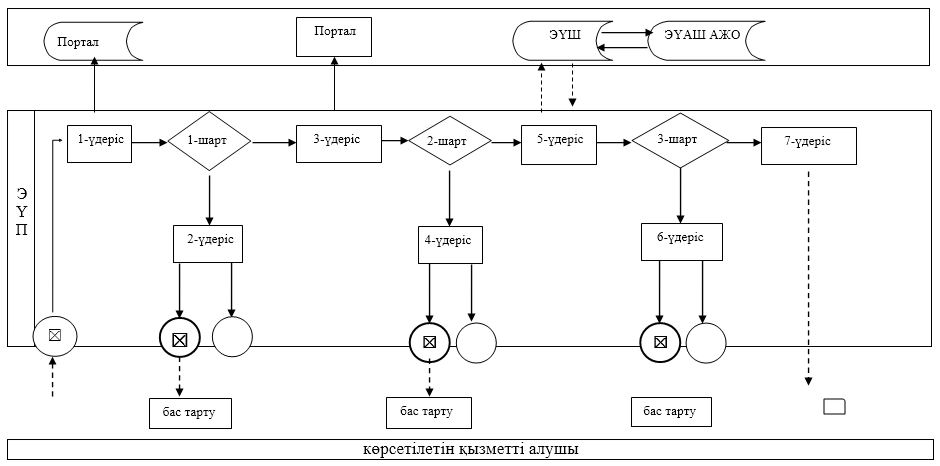 Портал
Портал
ЭҮШ
ЭҮАШ АЖО
1-үдеріс
1-шарт
3-үдеріс
2-шарт
5-үдеріс
3-шарт
7-үдеріс
Э
Ү
П
2-үдеріс
4-үдеріс
6-үдеріс
бас тарту
бас тарту
бас тарту
көрсетілетін қызметті алушы